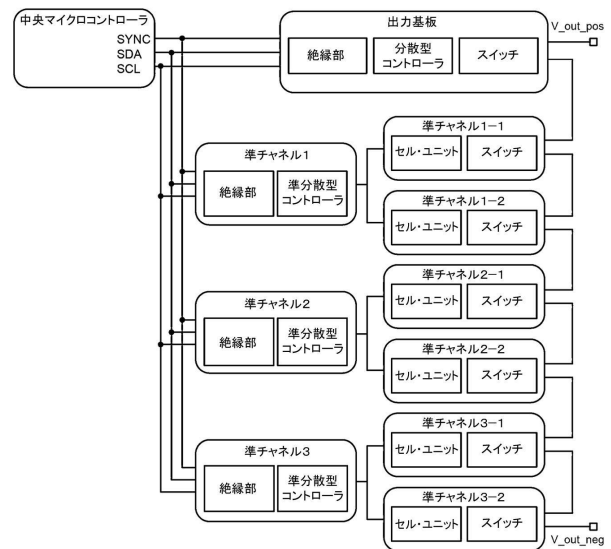 中央マイクロコントローラ
SYNC
SDA
SCL
出力基板
絶縁部
分散型
コントローラ
スイッチ
V_out_pos
準チャネル1
絶縁部
準分散型
コントローラ
準チャネル1-1
セル・ユニット
スイッチ
準チャネル1-2
セル・ユニット
スイッチ
準チャネル2
絶縁部
準分散型
コントローラ
準チャネル2-1
セル・ユニット
スイッチ
準チャネル2-2
セル・ユニット
スイッチ
準チャネル3
絶縁部
準分散型
コントローラ
準チャネル3-1
セル・ユニット
スイッチ
準チャネル3-2
セル・ユニット
スイッチ
V_out_neg